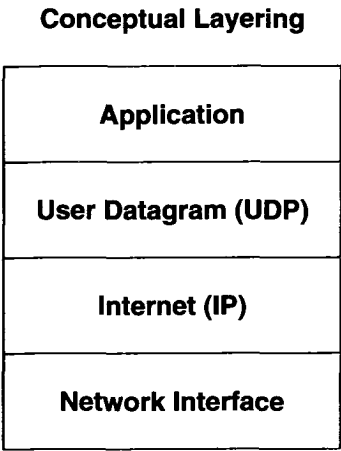 Conceptual Layering
Application
User Datagram (UDP)
Internet (IP)
Network Interface